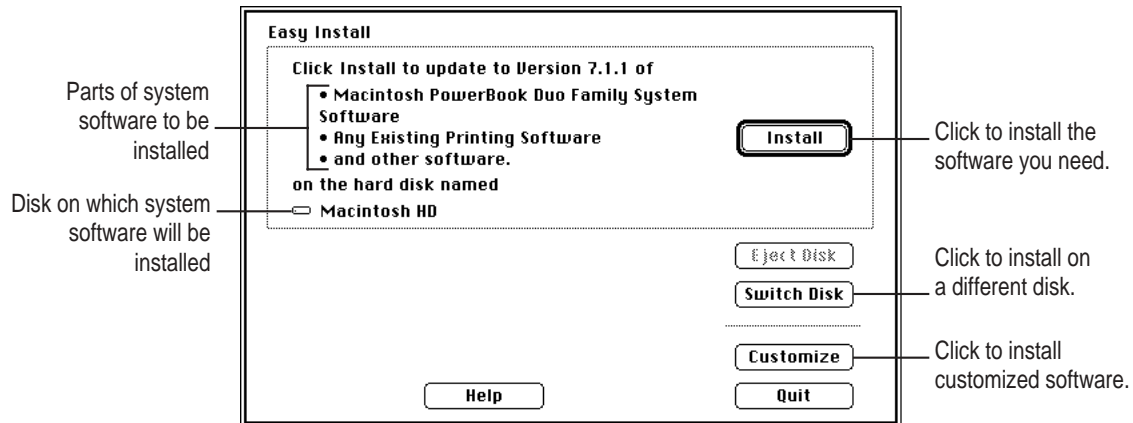 Easy Install
Click Install to update to Version 7.1.1 of
• Macintosh PowerBook Duo Family System
Software
• Any Existing Printing Software
• and other software.
on the hard disk named
Macintosh HD
Install
Eject Disk
Switch Disk
Customize
Help
Quit
Parts of system
software to be
installed
Disk on which system
software will be
installed
Click to install the
software you need.
Click to install on
a different disk.
Click to install
customized software.